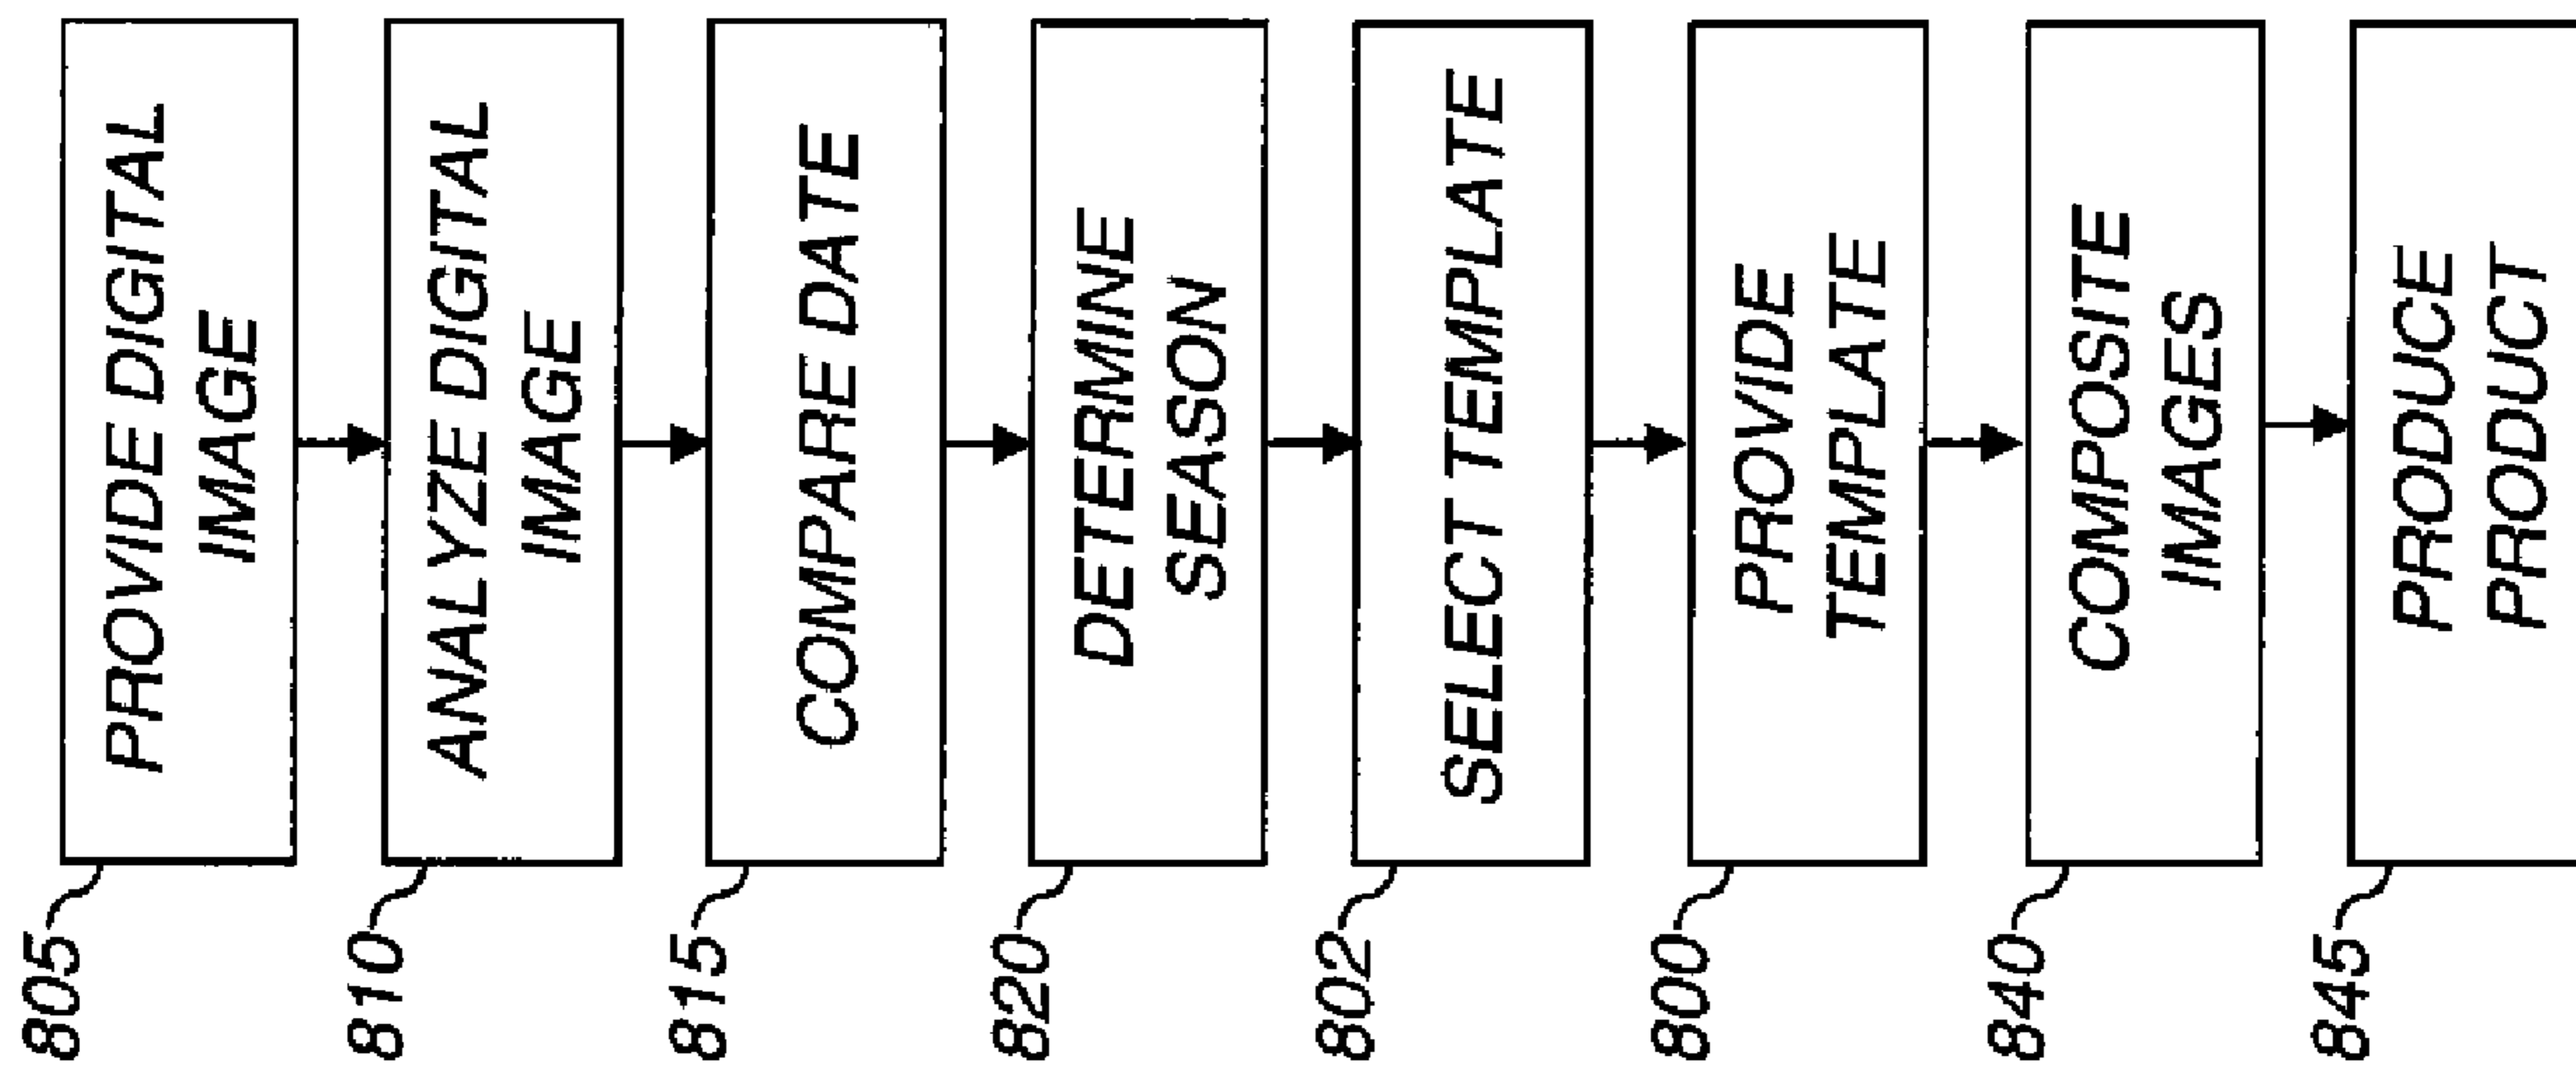 805
PROVIDE DIGITAL
IMAGE
810
ANALYZE DIGITAL
IMAGE
815
COMPARE DATE
820
DETERMINE
SEASON
802
SELECT TEMPLATE
800
PROVIDE
TEMPLATE
840
COMPOSITE
IMAGES
845
PRODUCE
PRODUCT